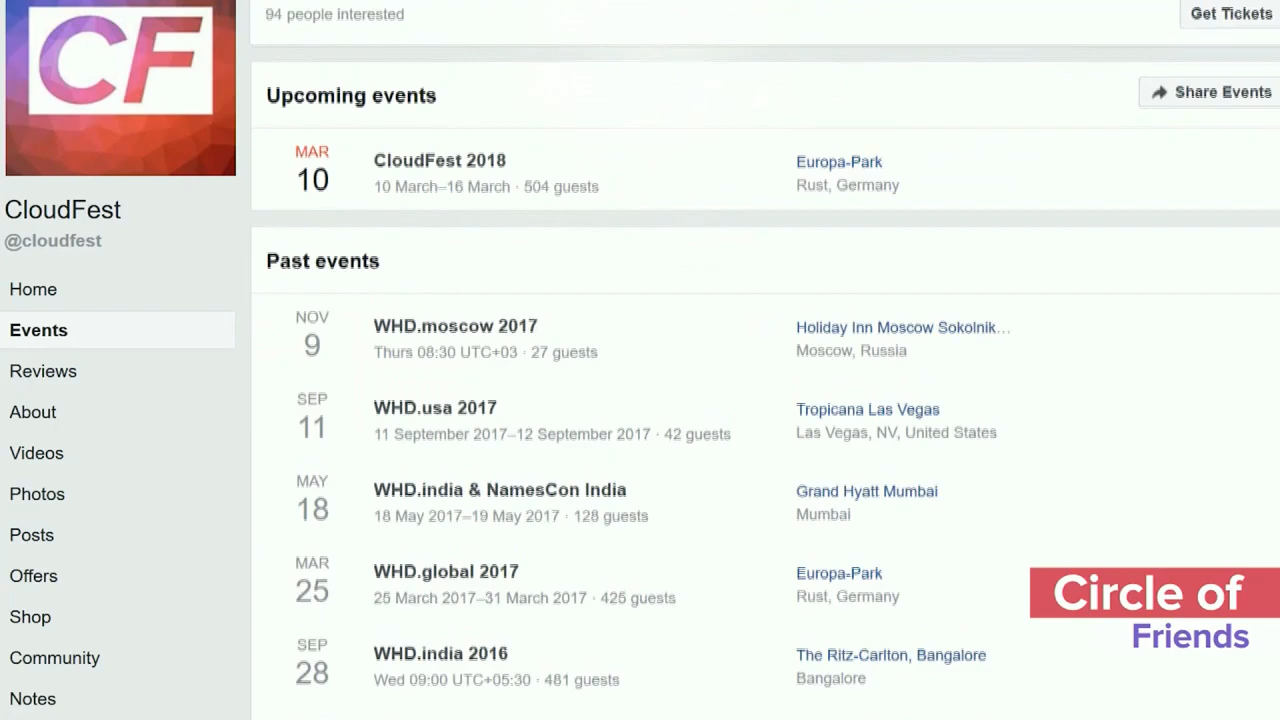 94 people interested
Get Tickets
CF
Upcoming events
Share Events
MAR
10
CloudFest 2018
10 March–16 March · 504 guests
Europa-Park
Rust, Germany
CloudFest
@cloudfest
Home
Events
Reviews
About
Videos
Photos
Posts
Offers
Shop
Community
Notes
Past events
NOV
9
WHD.moscow 2017
Thurs 08:30 UTC+03 · 27 guests
Holiday Inn Moscow Sokolnik…
Moscow, Russia
SEP
11
WHD.usa 2017
11 September 2017–12 September 2017 · 42 guests
Tropicana Las Vegas
Las Vegas, NV, United States
MAY
18
WHD.india & NamesCon India
18 May 2017–19 May 2017 · 128 guests
Grand Hyatt Mumbai
Mumbai
MAR
25
WHD.global 2017
25 March 2017–31 March 2017 · 425 guests
Europa-Park
Rust, Germany
SEP
28
WHD.india 2016
Wed 09:00 UTC+05:30 · 481 guests
The Ritz-Carlton, Bangalore
Bangalore
Circle of
Friends